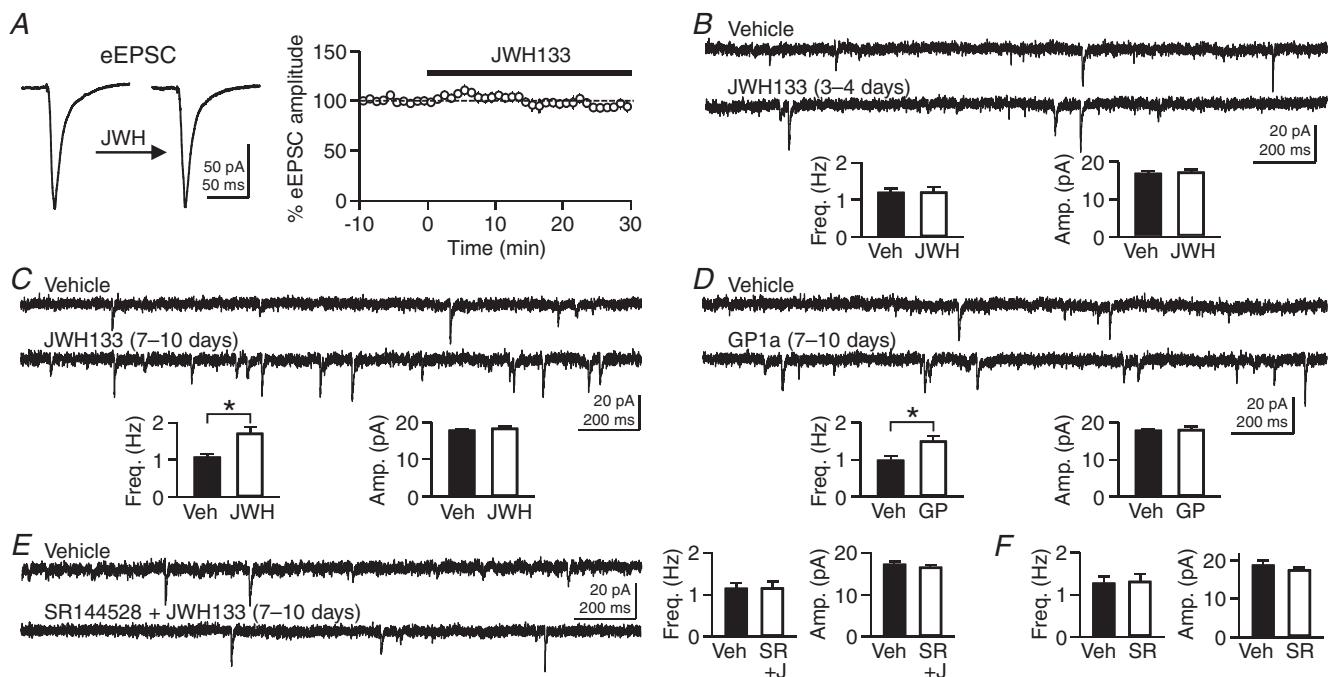 A
eEPSC
JWH
50 pA
50 ms
% eEPSC amplitude
150
100
50
0
JWH133
-10 0 10 20 30
Time (min)
B
Vehicle
JWH133 (3–4 days)
20 pA
200 ms
Freq. (Hz)
2
1
0
Veh JWH
Amp. (pA)
20
10
0
Veh JWH
C
Vehicle
JWH133 (7–10 days)
20 pA
200 ms
Freq. (Hz)
2
1
0
*
Veh JWH
Amp. (pA)
20
10
0
Veh JWH
D
Vehicle
GP1a (7–10 days)
20 pA
200 ms
Freq. (Hz)
2
1
0
*
Veh GP
Amp. (pA)
20
10
0
Veh GP
E
Vehicle
SR144528 + JWH133 (7–10 days)
20 pA
200 ms
Freq. (Hz)
2
1
0
Veh SR
+J
Amp. (pA)
20
10
0
Veh SR
+J
F
Freq. (Hz)
2
1
0
Veh SR
Amp. (pA)
20
10
0
Veh SR